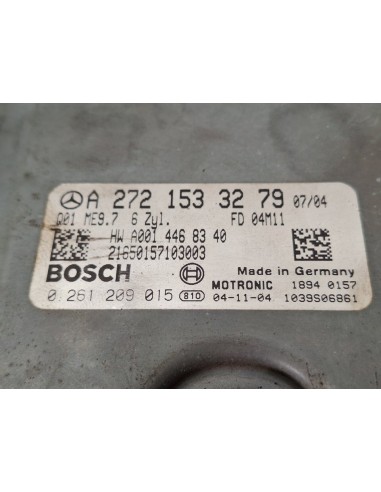 A 272 153 32 79 07/04
Q01 ME9.7 6 Zyl. FD 04M11
HW A001 446 83 40
21650157103003
BOSCH Made in Germany
MOTRONIC 1894 0157
0 261 209 015 810 04-11-04 1039S06861